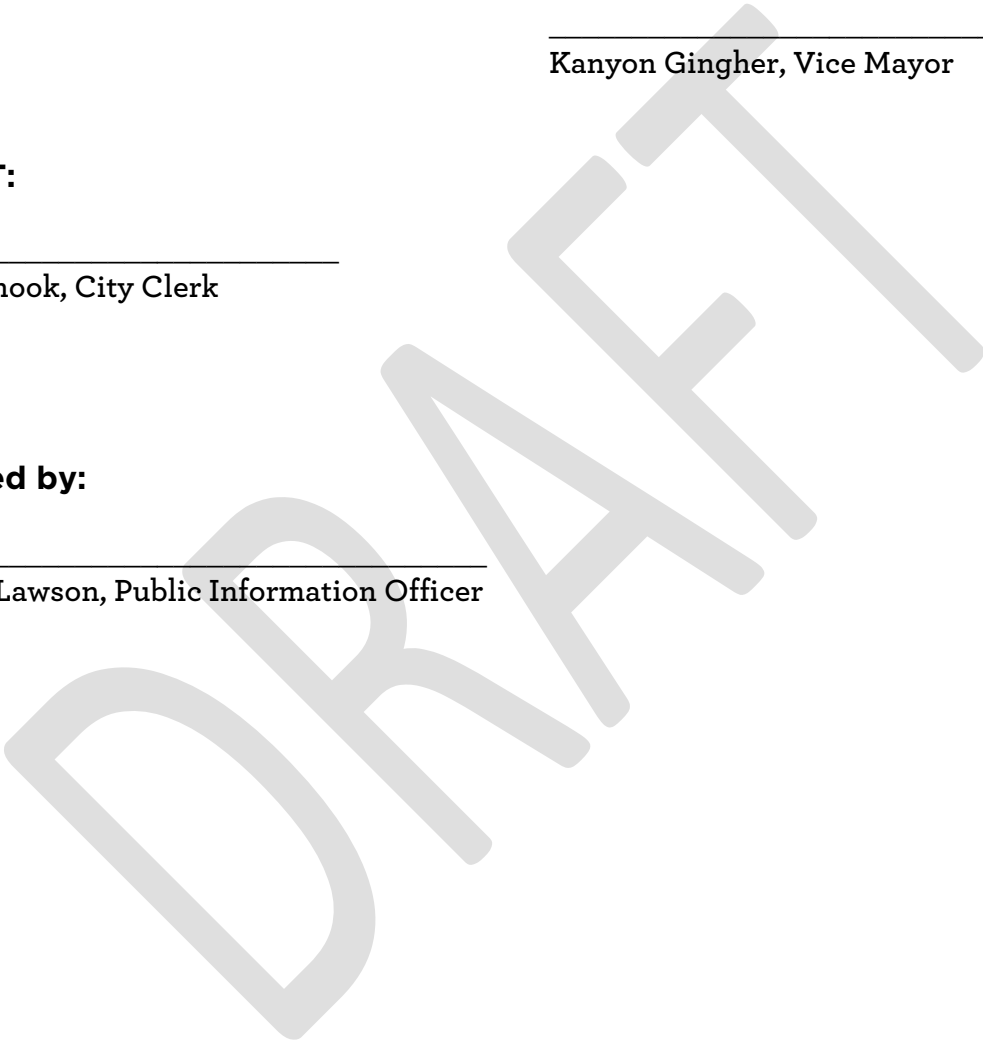 Kanyon Gingher, Vice Mayor
T:
hook, City Clerk
ed by:
Lawson, Public Information Officer
DRAFT